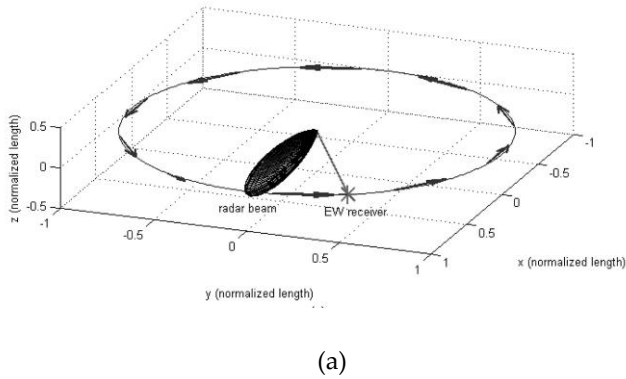 0.5
0
-0.5
z (normalized length)
-1
-0.5
0
0.5
1
y (normalized length)
-1
-0.5
0
0.5
1
x (normalized length)
radar beam
EW receiver
(a)